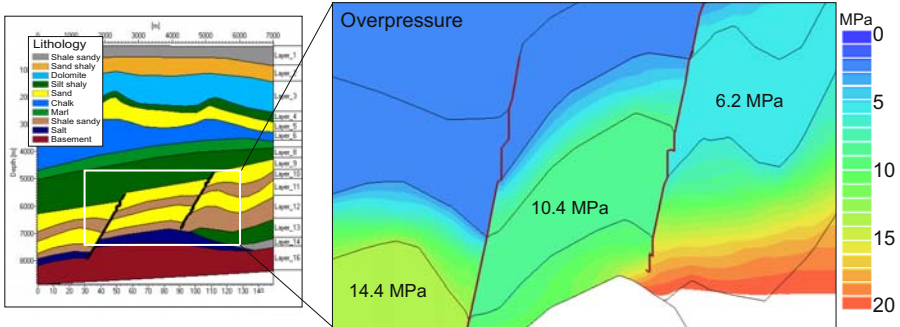 0 1000 2000 [m] 4000 5000 7000
Lithology
Shale sandy
Sand shaly
Dolomite
Silt shaly
Sand
Chalk
Marl
Shale sandy
Salt
Basement
Depth [m]
3000
4000
5000
6000
7000
8000
Layer_1
Layer_2
Layer_3
Layer_4
Layer_5
Layer_6
Layer_8
Layer_9
Layer_10
Layer_11
Layer_12
Layer_13
Layer_14
Layer_16
0 10 20 30 40 50 60 70 80 90 100 110 120 130 14
Overpressure
6.2 MPa
10.4 MPa
14.4 MPa
MPa
0
5
10
15
20